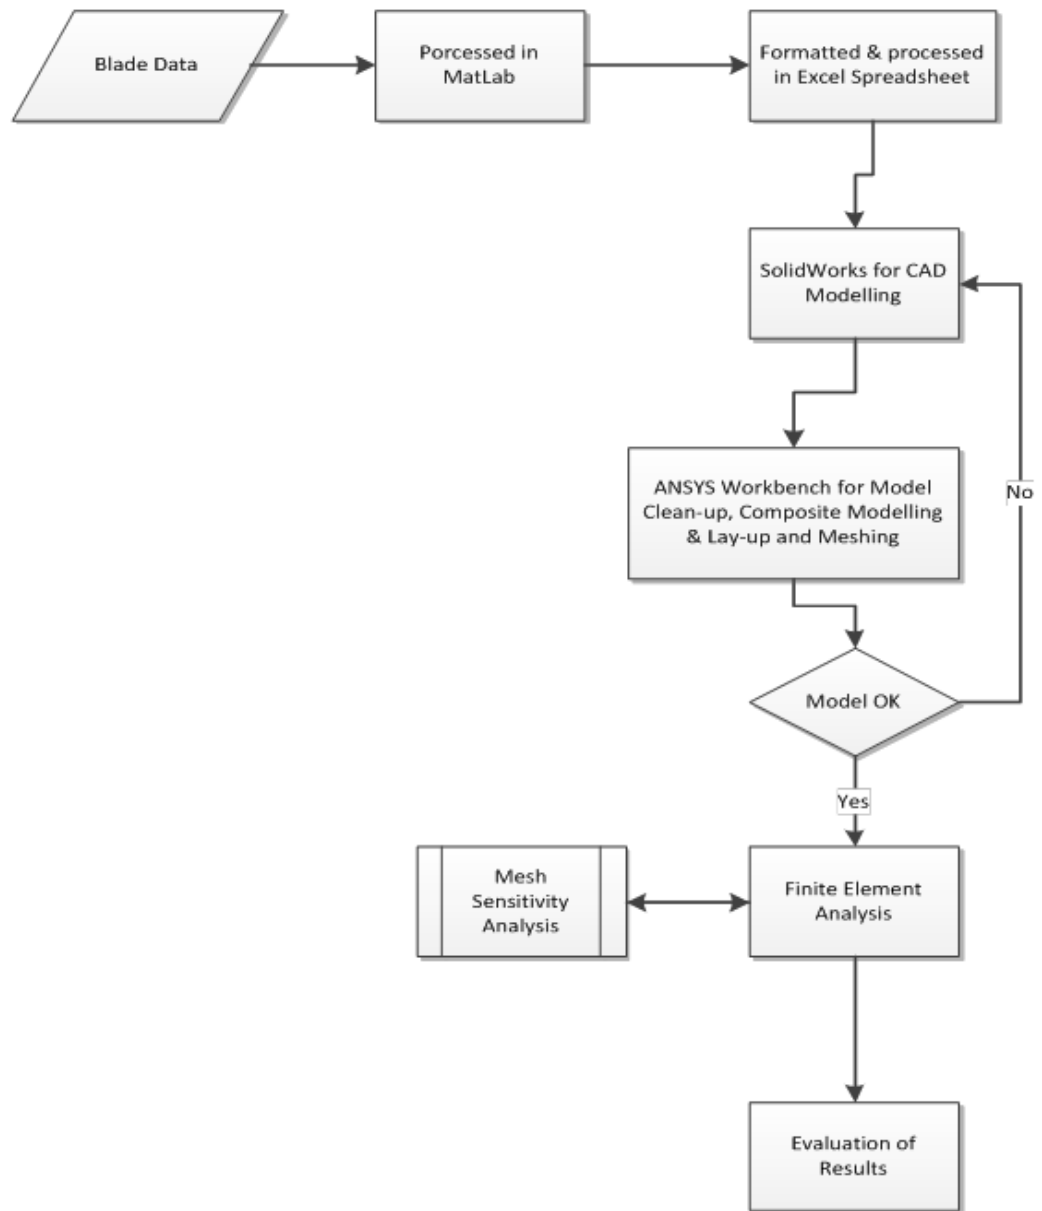 Blade Data
Porcessed in
MatLab
Formatted & processed
in Excel Spreadsheet
SolidWorks for CAD
Modelling
ANSYS Workbench for Model
Clean-up, Composite Modelling
& Lay-up and Meshing
No
Model OK
Yes
Mesh
Sensitivity
Analysis
Finite Element
Analysis
Evaluation of
Results